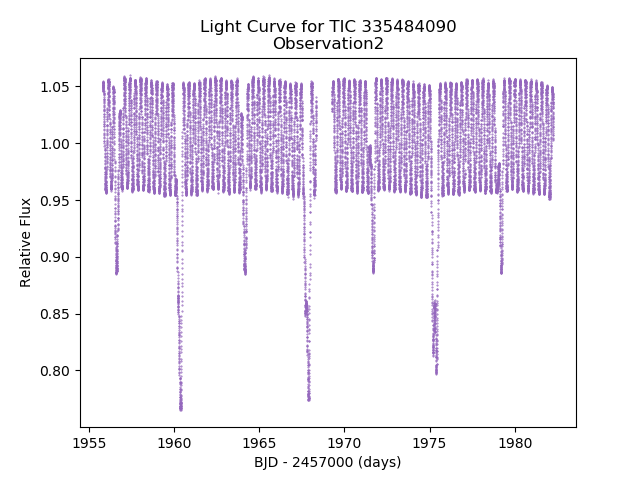 Light Curve for TIC 335484090
Observation2
1.05
1.00
0.95
0.90
0.85
0.80
Relative Flux
1955 1960 1965 1970 1975 1980
BJD - 2457000 (days)